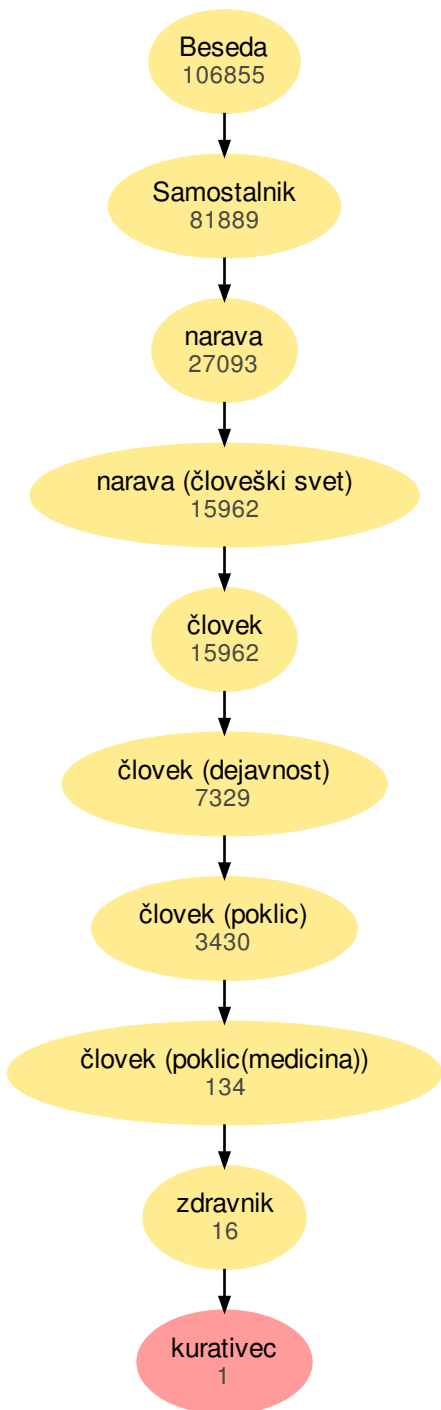 Beseda
106855
Samostalnik
81889
narava
27093
narava (človeški svet)
15962
človek
15962
človek (dejavnost)
7329
človek (poklic)
3430
človek (poklic(medicina))
134
zdravnik
16
kurativec
1